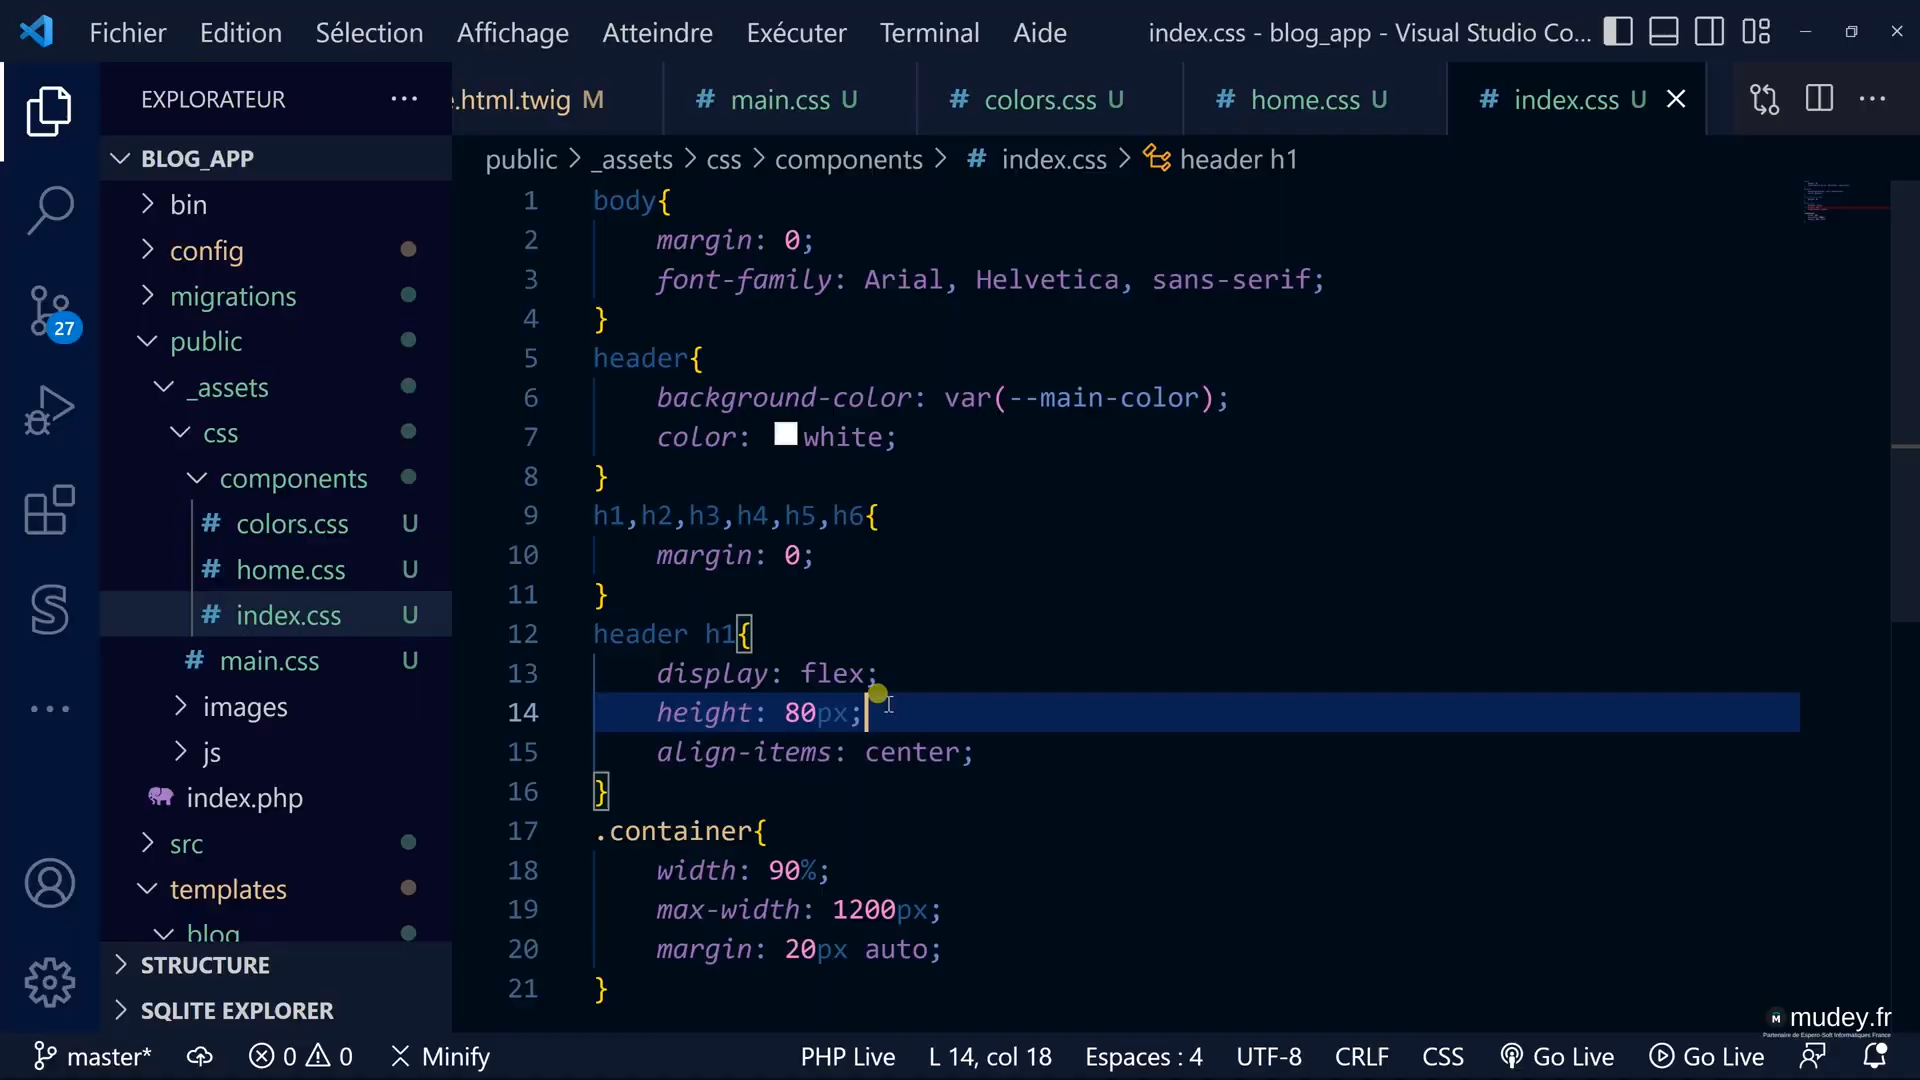 Fichier Edition Sélection Affichage Atteindre Exécuter Terminal Aide index.css - blog_app - Visual Studio Co...
EXPLORATEUR
e.html.twig M # main.css U # colors.css U # home.css U # index.css U
BLOG_APP
public > _assets > css > components > # index.css > header h1
bin
config
migrations
27
public
_assets
css
components
# colors.css U
# home.css U
# index.css U
# main.css U
images
js
index.php
src
templates
blog
STRUCTURE
SQLITE EXPLORER
1 body{
2 margin: 0;
3 font-family: Arial, Helvetica, sans-serif;
4 }
5 header{
6 background-color: var(--main-color);
7 color: white;
8 }
9 h1,h2,h3,h4,h5,h6{
10 margin: 0;
11 }
12 header h1{
13 display: flex;
14 height: 80px;
15 align-items: center;
16 }
17 .container{
18 width: 90%;
19 max-width: 1200px;
20 margin: 20px auto;
21 }
M mudey.fr
Partenaire de Espero-Soft Informatiques France
master* 0 0 Minify PHP Live L 14, col 18 Espaces : 4 UTF-8 CRLF CSS Go Live Go Live